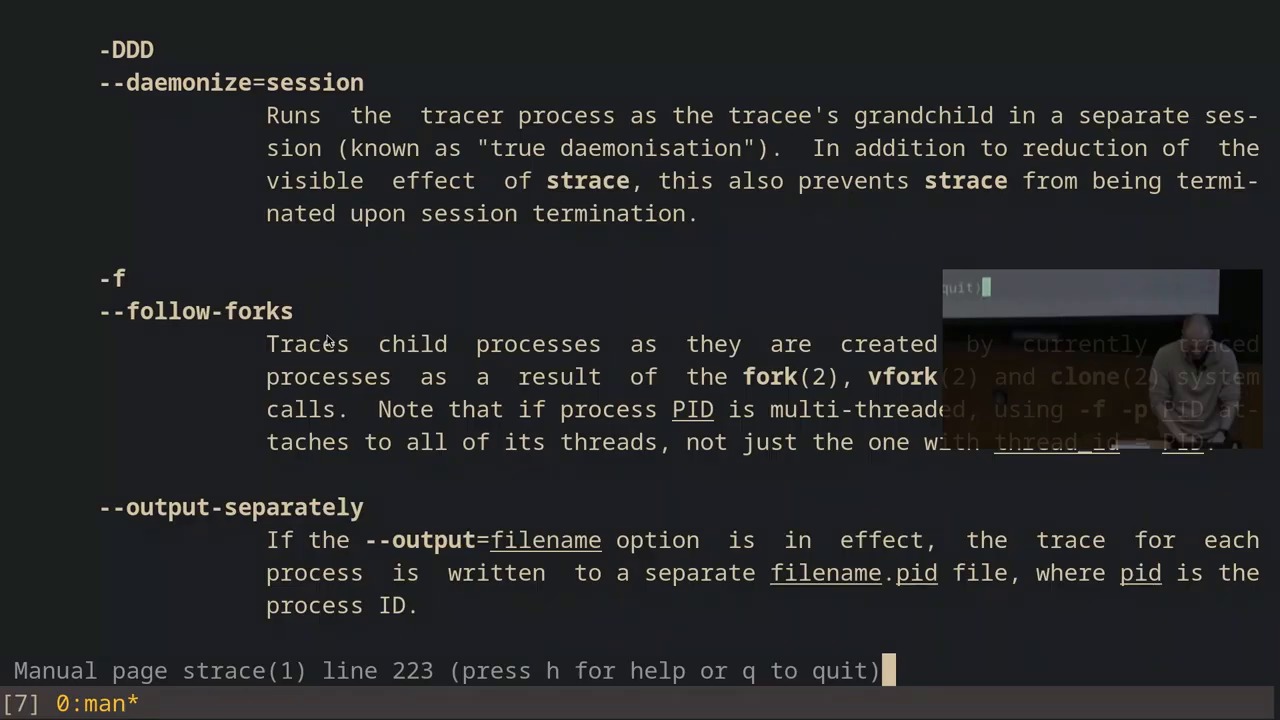 -DDD
--daemonize=session
Runs the tracer process as the tracee's grandchild in a separate ses-
sion (known as "true daemonisation"). In addition to reduction of the
visible effect of strace, this also prevents strace from being termi-
nated upon session termination.
-f
--follow-forks
Traces child processes as they are created by currently traced
processes as a result of the fork(2), vfork(2) and clone(2) system
calls. Note that if process PID is multi-threaded, using -f -p PID at-
taches to all of its threads, not just the one with thread_id = PID.
quit)
--output-separately
If the --output=filename option is in effect, the trace for each
process is written to a separate filename.pid file, where pid is the
process ID.
Manual page strace(1) line 223 (press h for help or q to quit)
[7] 0:man*